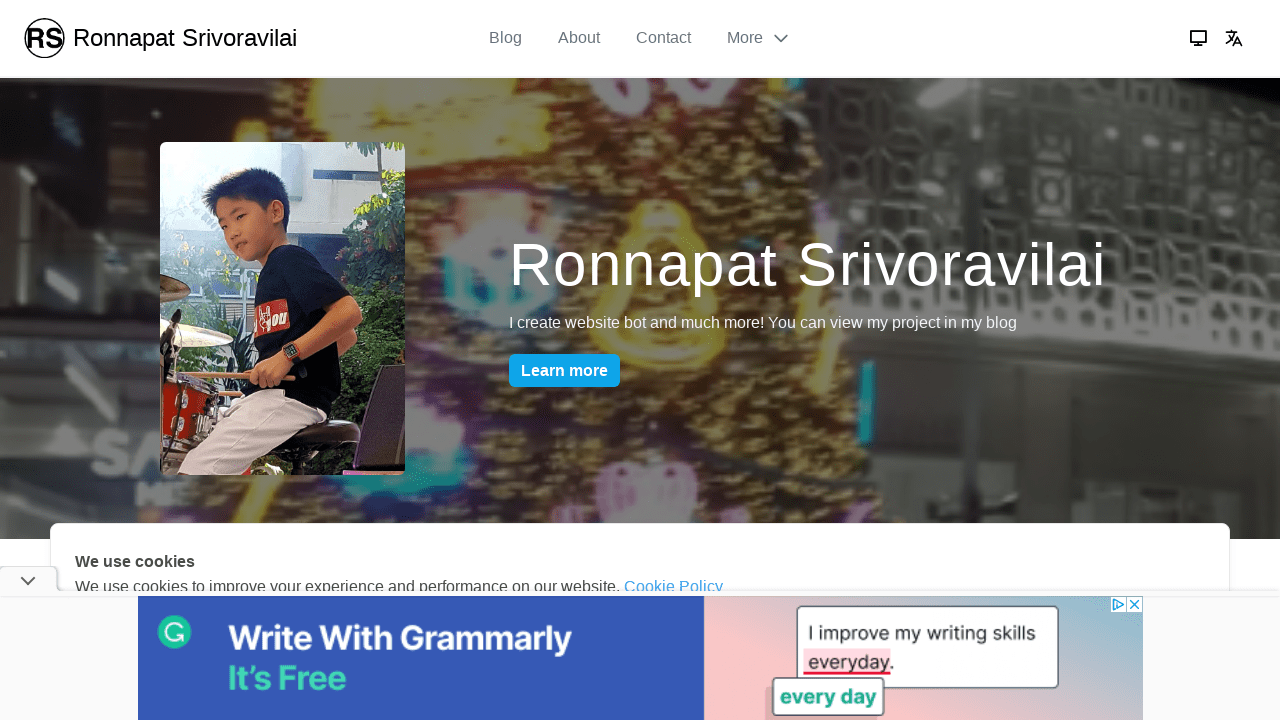 RS Ronnapat Srivoravilai
Blog
About
Contact
More
Ronnapat Srivoravilai
I create website bot and much more! You can view my project in my blog
Learn more
We use cookies
We use cookies to improve your experience and performance on our website. Cookie Policy
Write With Grammarly
It's Free
I improve my writing skills
everyday.
every day